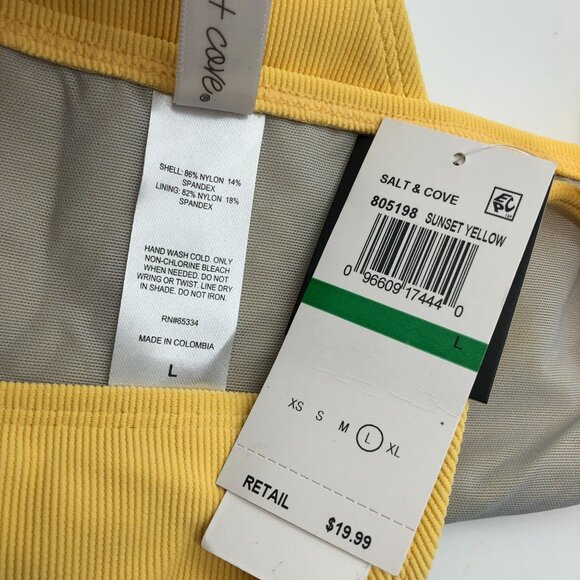 + cove®
SHELL: 86% NYLON 14%
SPANDEX
LINING: 82% NYLON 18%
SPANDEX
HAND WASH COLD. ONLY
NON-CHLORINE BLEACH
WHEN NEEDED. DO NOT
WRING OR TWIST. LINE DRY
IN SHADE. DO NOT IRON.
RN#65334
MADE IN COLOMBIA
L
SALT & COVE
805198 SUNSET YELLOW
0 96609 17444 0
L
XS S M L XL
RETAIL $19.99